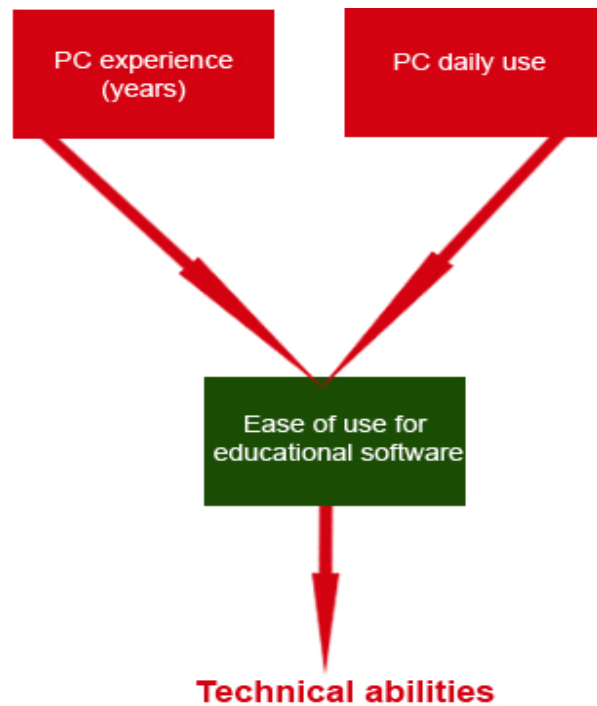 PC experience
(years)
PC daily use
Ease of use for
educational software
Technical abilities